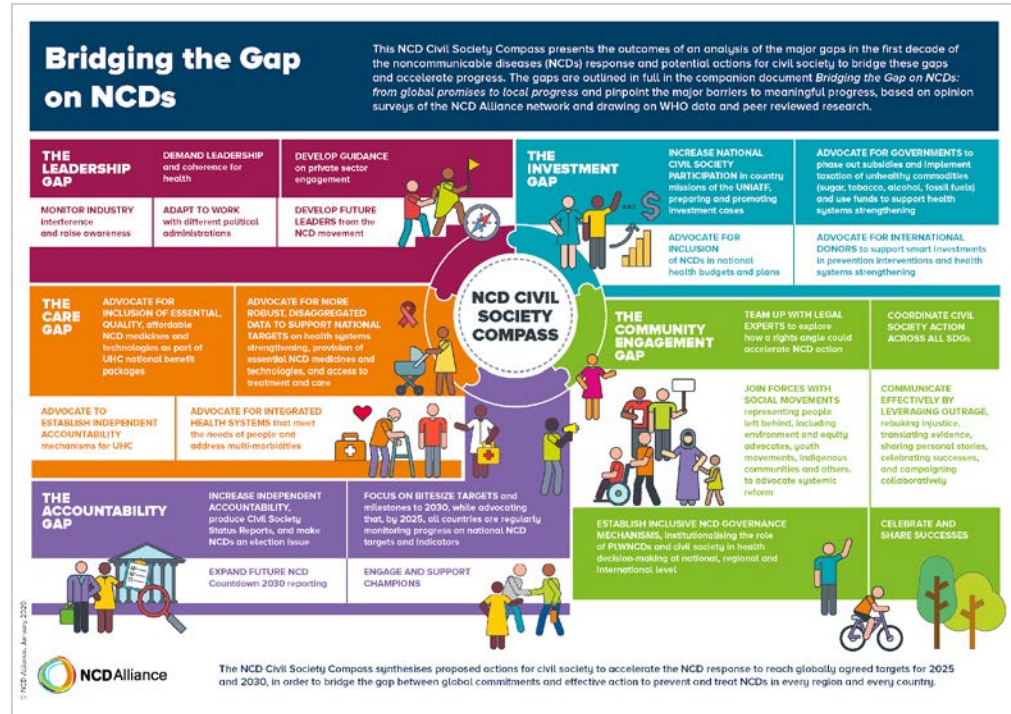 Bridging the Gap
on NCDs
This NCD Civil Society Compass presents the outcomes of an analysis of the major gaps in the first decade of
the noncommunicable diseases (NCDs) response and potential actions for civil society to bridge these gaps
and accelerate progress. The gaps are outlined in full in the companion document Bridging the Gap on NCDs:
from global promises to local progress and pinpoint the major barriers to meaningful progress, based on opinion
surveys of the NCD Alliance network and drawing on WHO data and peer reviewed research.
THE
LEADERSHIP
GAP
DEMAND LEADERSHIP
and coherence for
health
DEVELOP GUIDANCE
on private sector
engagement
MONITOR INDUSTRY
interference
and raise awareness
ADAPT TO WORK
with different political
administrations
DEVELOP FUTURE
LEADERS from the
NCD movement
THE
INVESTMENT
GAP
INCREASE NATIONAL
CIVIL SOCIETY
PARTICIPATION in country
missions of the UNIATF,
preparing and promoting
investment cases
ADVOCATE FOR GOVERNMENTS to
phase out subsidies and implement
taxation of unhealthy commodities
(sugar, tobacco, alcohol, fossil fuels)
and use funds to support health
systems strengthening
$
ADVOCATE FOR
INCLUSION
of NCDs in national
health budgets and plans
ADVOCATE FOR INTERNATIONAL
DONORS to support smart investments
in prevention interventions and health
systems strengthening
NCD CIVIL
SOCIETY
COMPASS
THE
CARE
GAP
ADVOCATE FOR
INCLUSION OF ESSENTIAL,
QUALITY, affordable
NCD medicines and
technologies as part of
UHC national benefit
packages
ADVOCATE FOR MORE
ROBUST, DISAGGREGATED
DATA TO SUPPORT NATIONAL
TARGETS on health systems
strengthening, provision of
essential NCD medicines and
technologies, and access to
treatment and care
ADVOCATE TO
ESTABLISH INDEPENDENT
ACCOUNTABILITY
mechanisms for UHC
ADVOCATE FOR INTEGRATED
HEALTH SYSTEMS that meet
the needs of people and
address multi-morbidities
THE
COMMUNITY
ENGAGEMENT
GAP
TEAM UP WITH LEGAL
EXPERTS to explore
how a rights angle could
accelerate NCD action
COORDINATE CIVIL
SOCIETY ACTION
ACROSS ALL SDGs
JOIN FORCES WITH
SOCIAL MOVEMENTS
representing people
left behind, including
environment and equity
advocates, youth
movements, indigenous
communities and others,
to advocate systemic
reform
COMMUNICATE
EFFECTIVELY BY
LEVERAGING OUTRAGE,
rebuking injustice,
translating evidence,
sharing personal stories,
celebrating successes,
and campaigning
collaboratively
ESTABLISH INCLUSIVE NCD GOVERNANCE
MECHANISMS, institutionalising the role
of PLWNCDs and civil society in health
decision-making at national, regional and
international level
CELEBRATE AND
SHARE SUCCESSES
THE
ACCOUNTABILITY
GAP
INCREASE INDEPENDENT
ACCOUNTABILITY,
produce Civil Society
Status Reports, and make
NCDs an election issue
FOCUS ON BITESIZE TARGETS and
milestones to 2030, while advocating
that, by 2025, all countries are regularly
monitoring progress on national NCD
targets and indicators
EXPAND FUTURE NCD
Countdown 2030 reporting
ENGAGE AND SUPPORT
CHAMPIONS
© NCD Alliance, January 2020
NCD Alliance
The NCD Civil Society Compass synthesises proposed actions for civil society to accelerate the NCD response to reach globally agreed targets for 2025
and 2030, in order to bridge the gap between global commitments and effective action to prevent and treat NCDs in every region and every country.